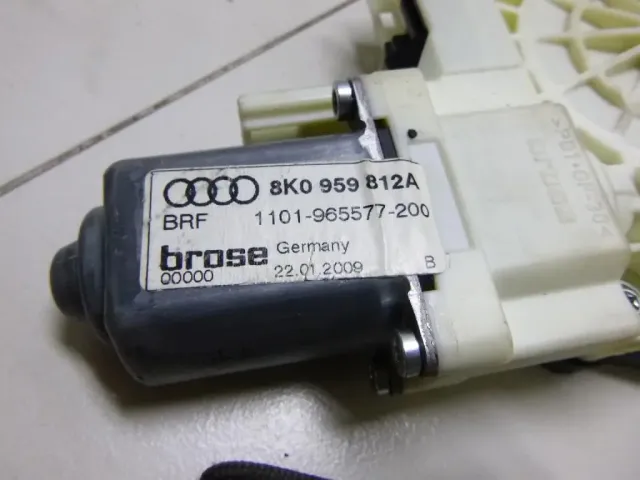 8K0 959 812A
BRF 1101-965577-200
brose Germany
00000 22.01.2009 B